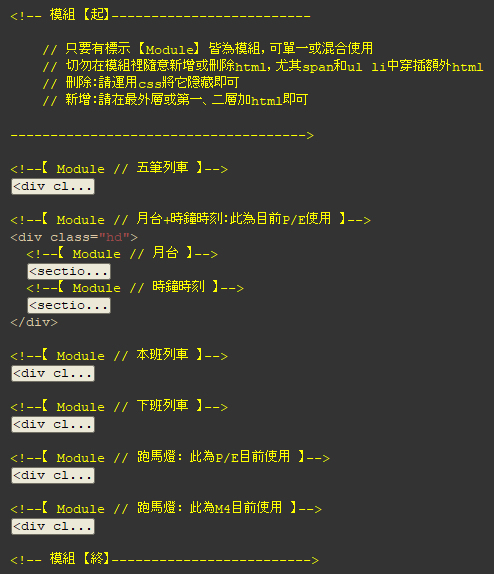 <!-- 模組【起】-------------------------
// 只要有標示【Module】皆為模組,可單一或混合使用
// 切勿在模組裡隨意新增或刪除html,尤其span和ul li中穿插額外html
// 刪除:請運用css將它隱藏即可
// 新增:請在最外層或第一、二層加html即可
------------------------------------->
<!--【 Module // 五筆列車 】-->
<div cl...
<!--【 Module // 月台+時鐘時刻:此為目前P/E使用 】-->
<div class="hd">
<!--【 Module // 月台 】-->
<sectio...
<!--【 Module // 時鐘時刻 】-->
<sectio...
</div>
<!--【 Module // 本班列車 】-->
<div cl...
<!--【 Module // 下班列車 】-->
<div cl...
<!--【 Module // 跑馬燈: 此為P/E目前使用 】-->
<div cl...
<!--【 Module // 跑馬燈: 此為M4目前使用 】-->
<div cl...
<!-- 模組【終】------------------------->